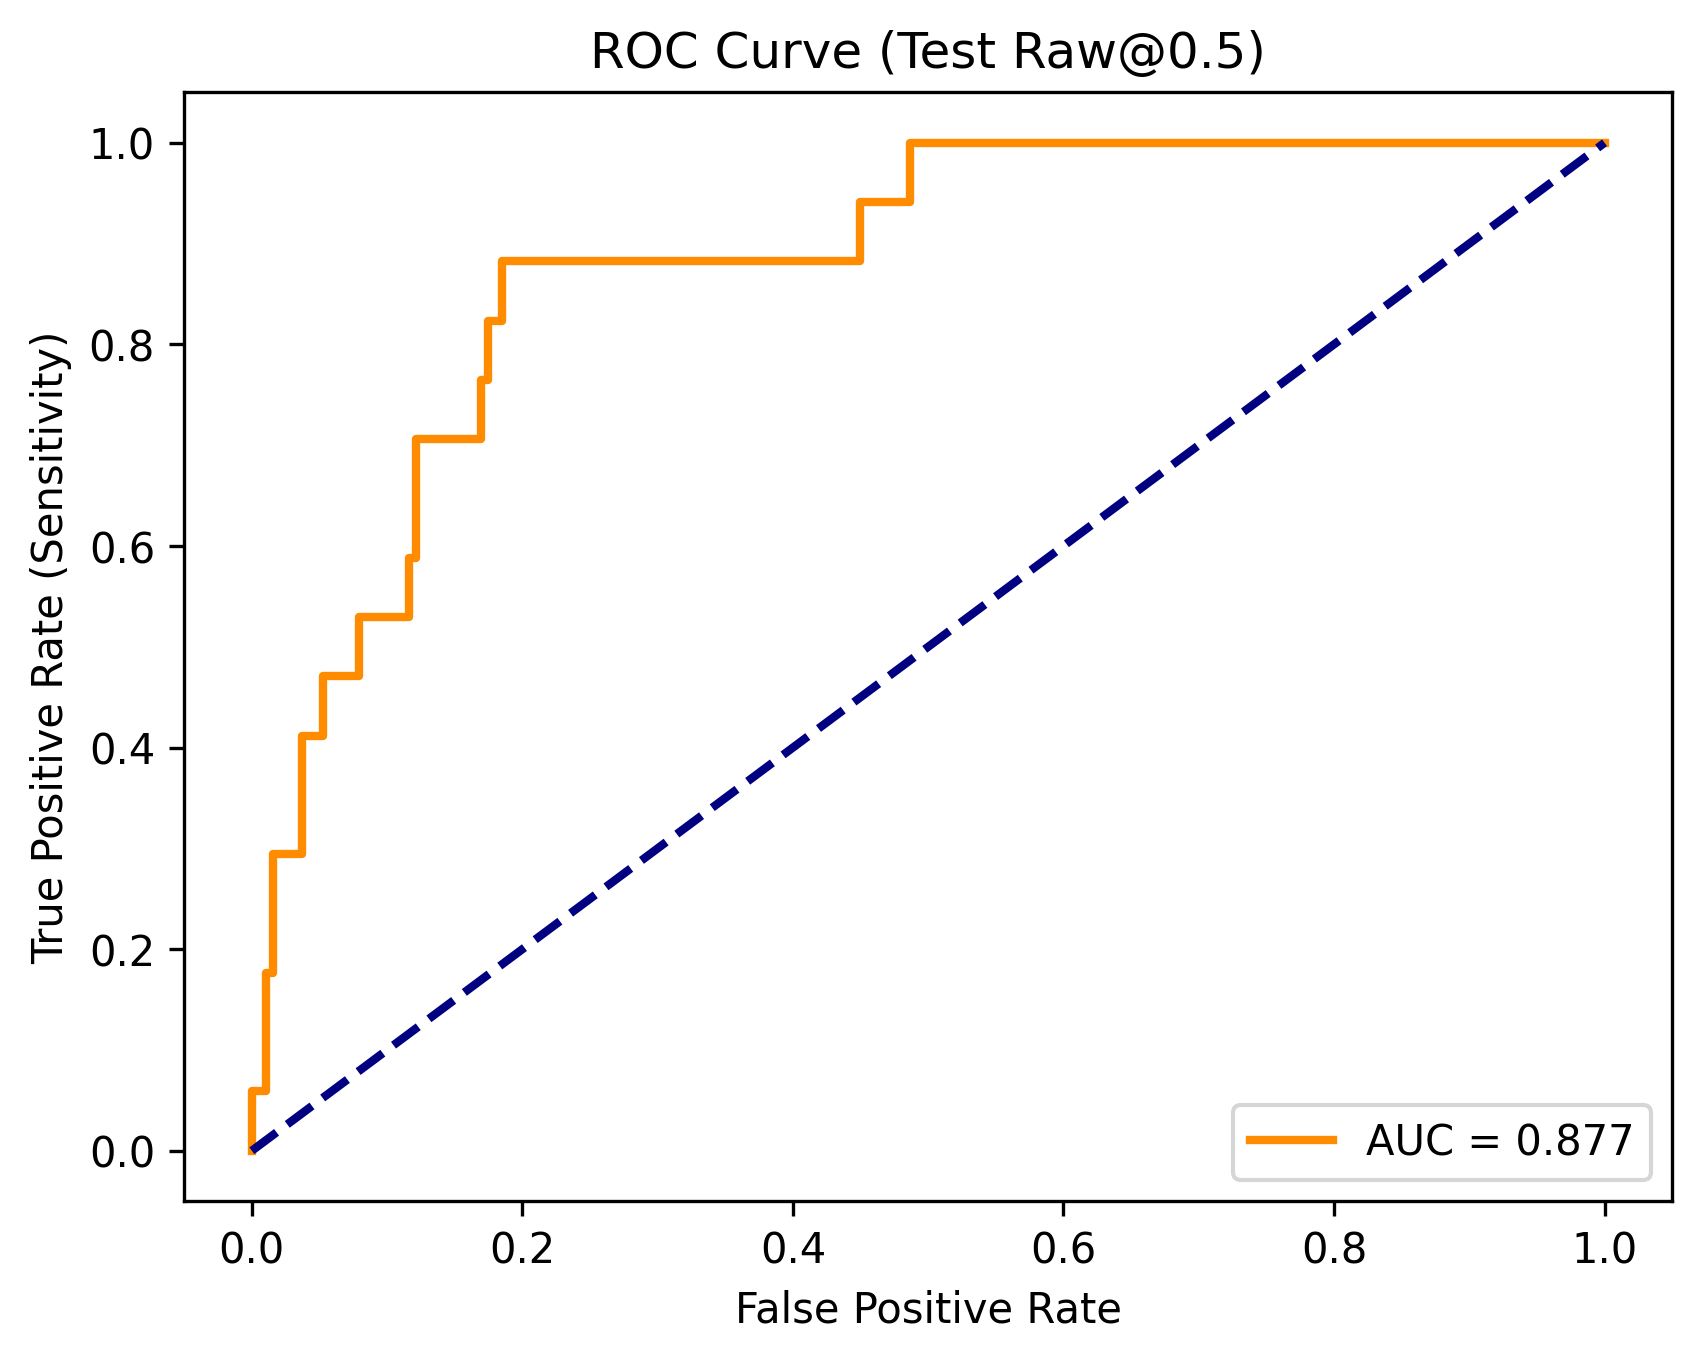 ROC Curve (Test Raw@0.5)
True Positive Rate (Sensitivity)
1.0
0.8
0.6
0.4
0.2
0.0
AUC = 0.877
0.0 0.2 0.4 0.6 0.8 1.0
False Positive Rate